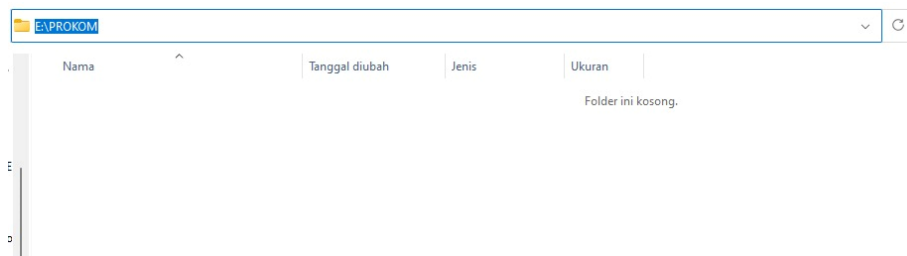 E:\PROKOM
Nama
Tanggal diubah
Jenis
Ukuran
Folder ini kosong.
E